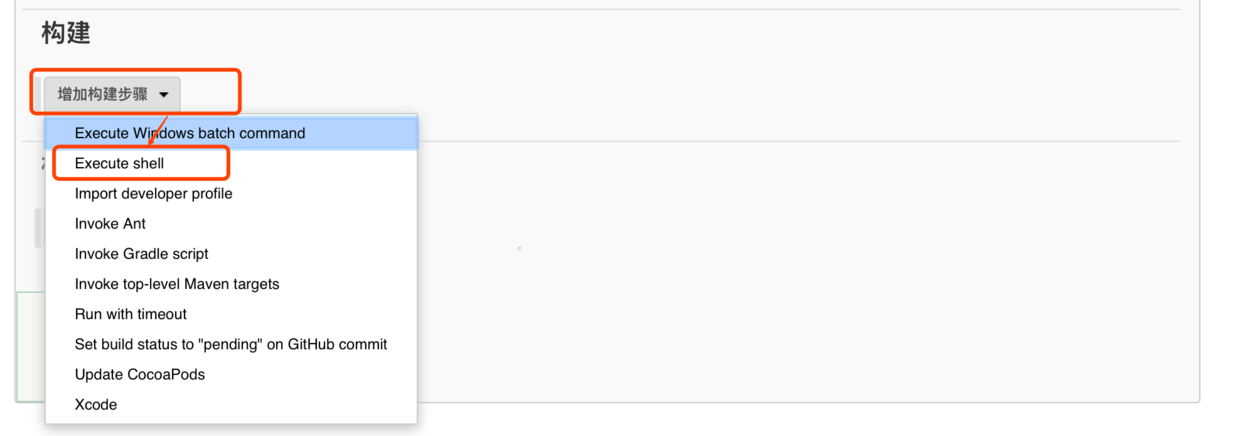 构建
增加构建步骤
Execute Windows batch command
Execute shell
Import developer profile
Invoke Ant
Invoke Gradle script
Invoke top-level Maven targets
Run with timeout
Set build status to "pending" on GitHub commit
Update CocoaPods
Xcode